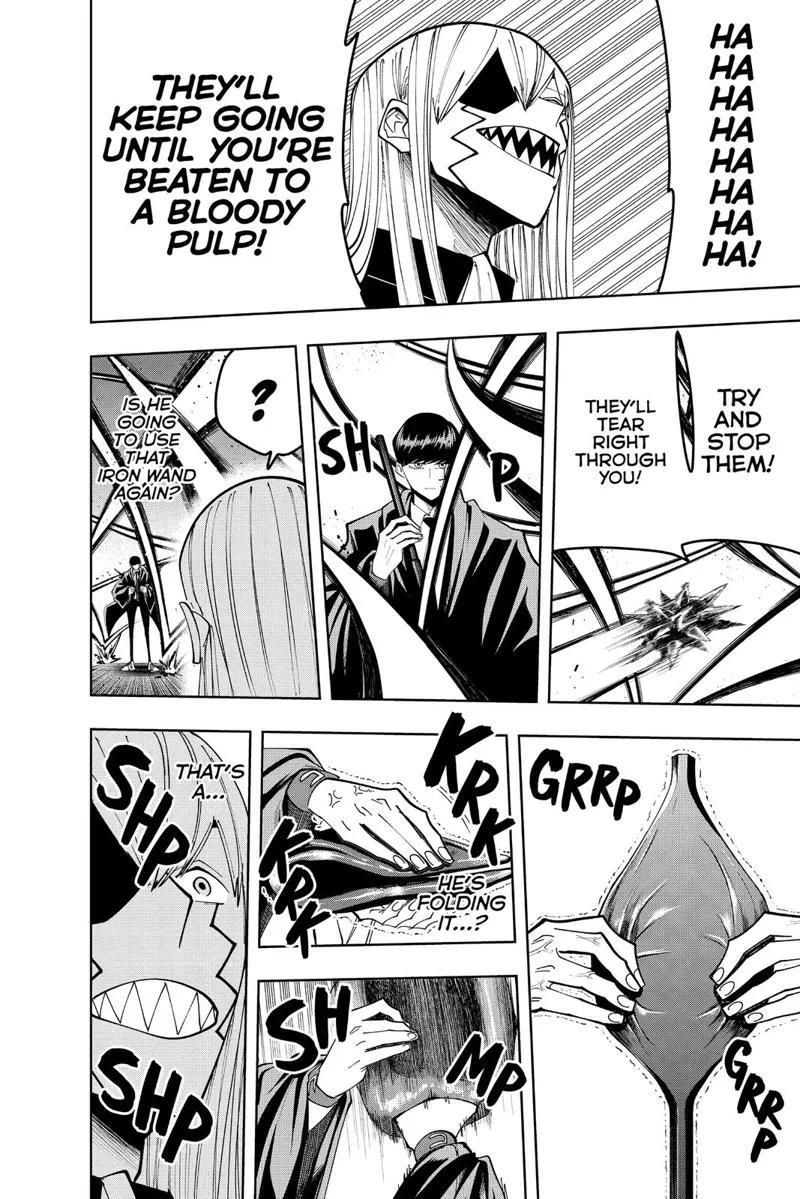 HA
HA
HA
HA
HA
HA
HA
HA!
THEY'LL
KEEP GOING
UNTIL YOU'RE
BEATEN TO
A BLOODY
PULP!
TRY
AND
STOP
THEM!
THEY'LL
TEAR
RIGHT
THROUGH
YOU!
SH
P
?
IS HE
GOING
TO USE
THAT
IRON WAND
AGAIN?
GRRP
GRR
P
KRK
KRK
HE'S
FOLDING
IT...?
SH
MP
THAT'S
A...
SHP
SHP